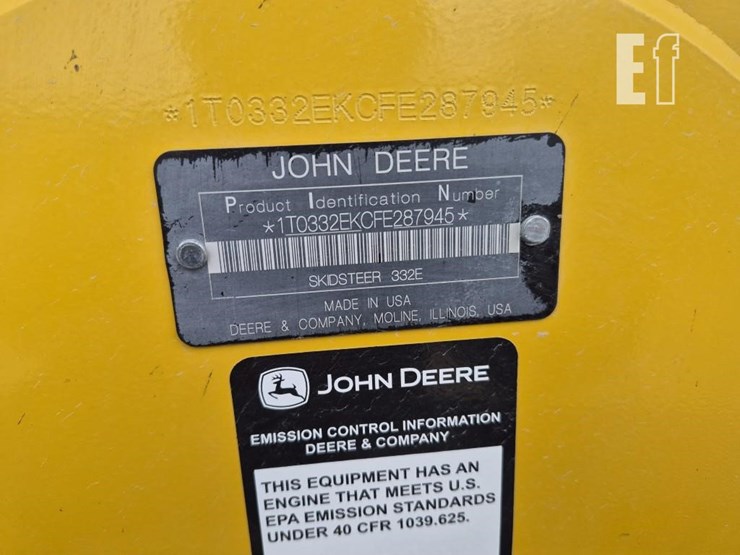 Ef
*1T0332EKCFE287945*
JOHN DEERE
Product Identification Number
*1T0332EKCFE287945*
SKIDSTEER 332E
MADE IN USA
DEERE & COMPANY, MOLINE, ILLINOIS, USA
JOHN DEERE
EMISSION CONTROL INFORMATION
DEERE & COMPANY
THIS EQUIPMENT HAS AN
ENGINE THAT MEETS U.S.
EPA EMISSION STANDARDS
UNDER 40 CFR 1039.625.